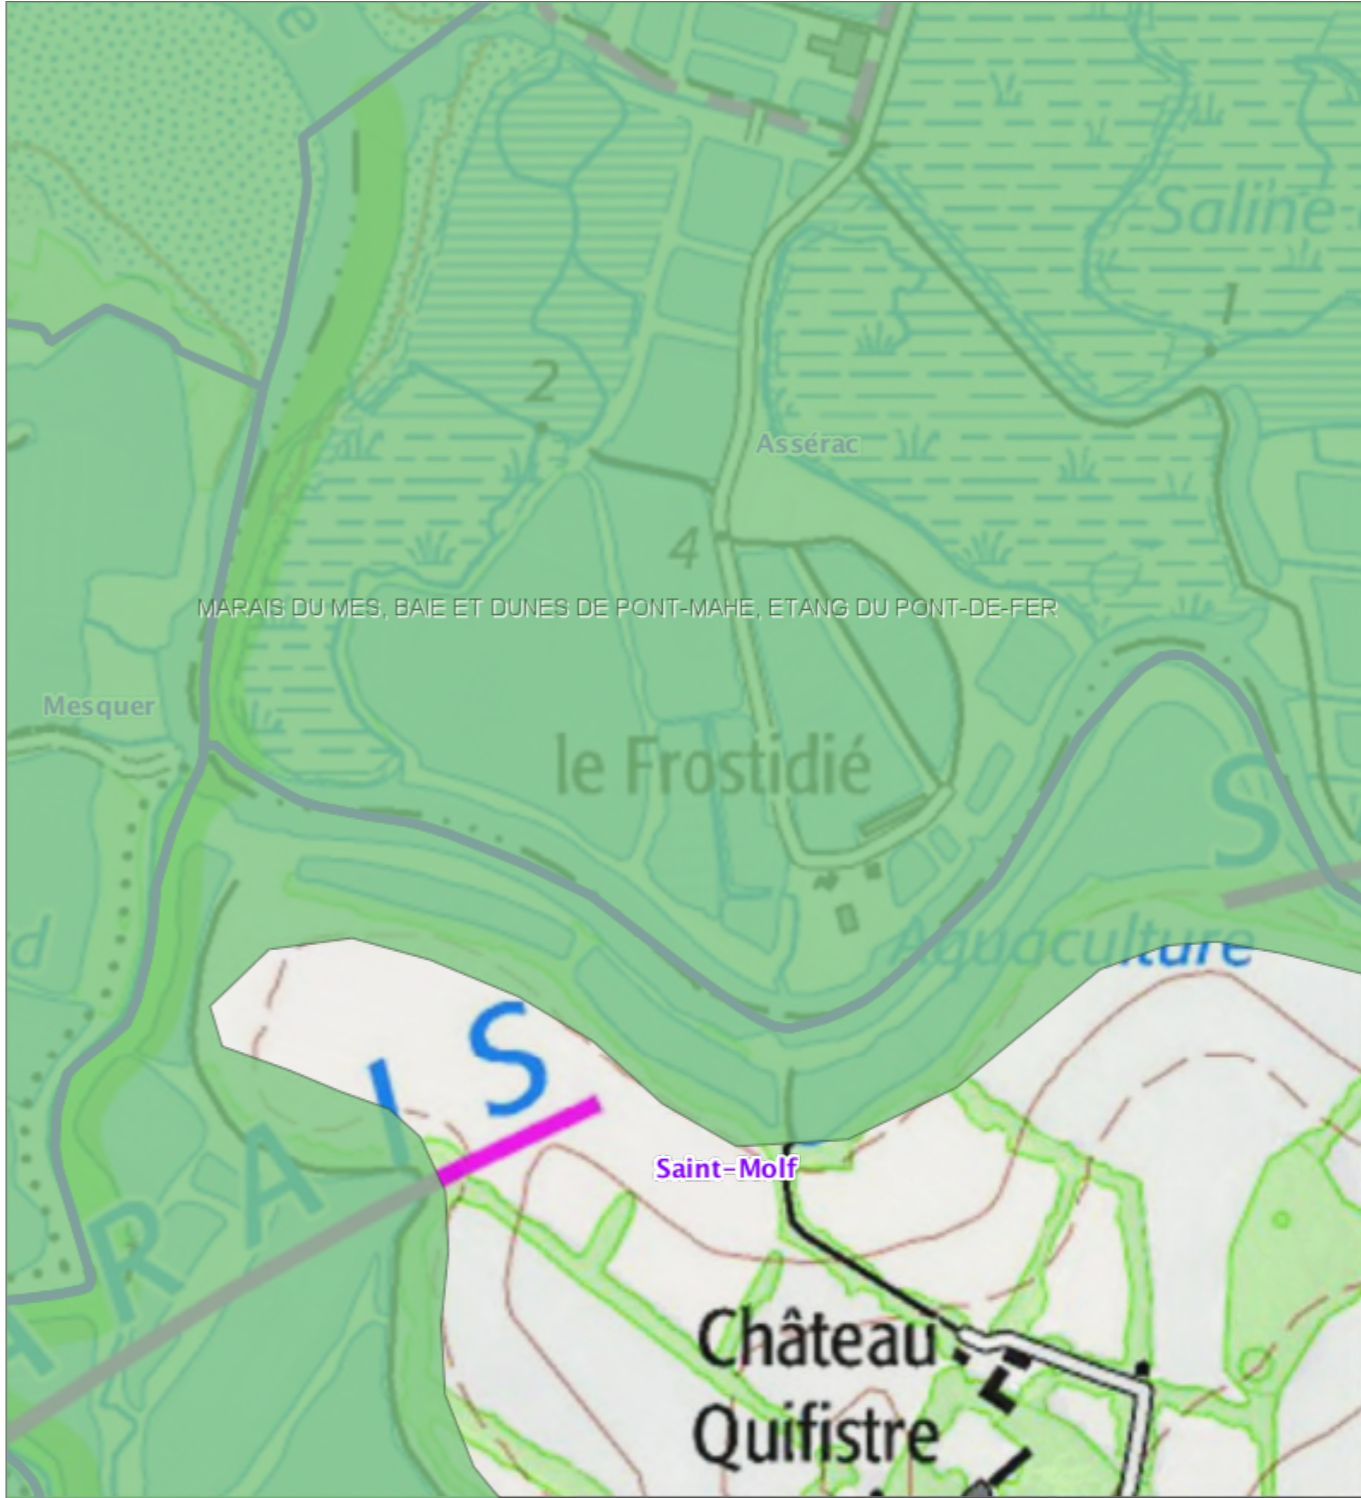 e
Saline
1
2
Assérac
4
MARAIS DU MES, BAIE ET DUNES DE PONT-MAHE, ETANG DU PONT-DE-FER
Mesquer
le Frostidié
S
d
Aquaculture
A R A I S
Saint-Molf
Château
Quifistre